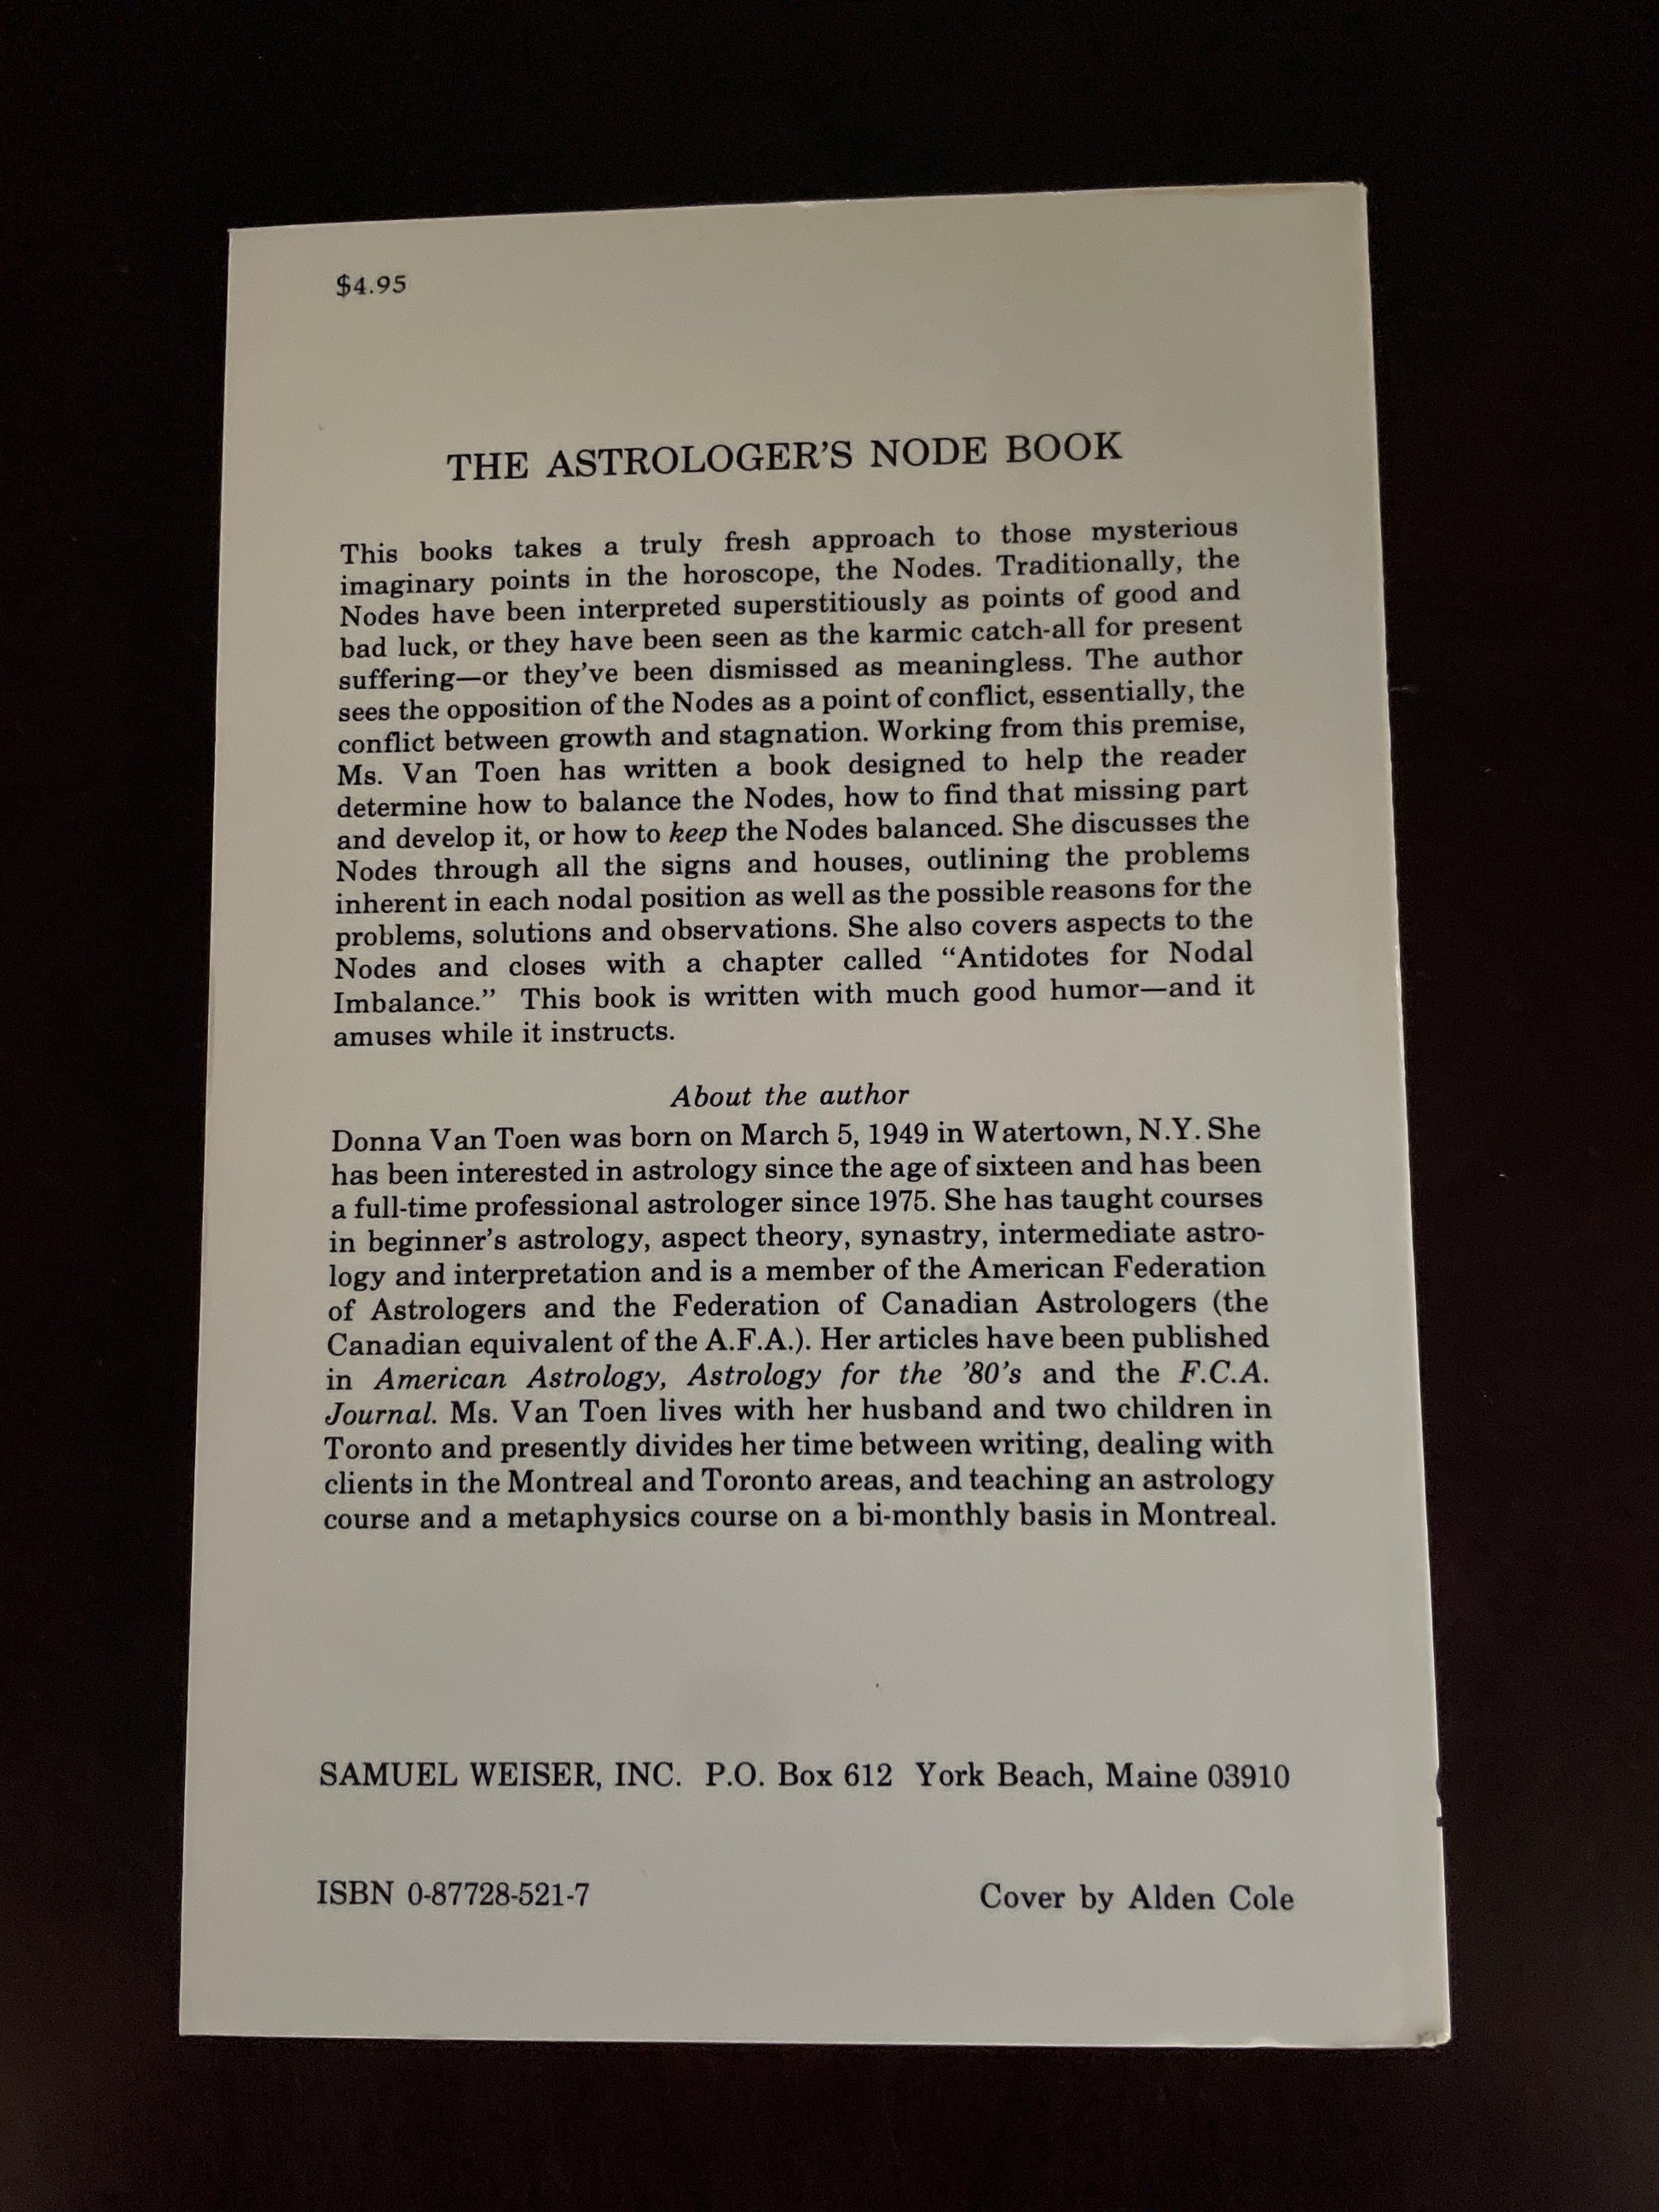 $4.95
THE ASTROLOGER’S NODE BOOK
This books takes a truly fresh approach to those mysterious
imaginary points in the horoscope, the Nodes. Traditionally, the
Nodes have been interpreted superstitiously as points of good and
bad luck, or they have been seen as the karmic catch-all for present
suffering—or they’ve been dismissed as meaningless. The author
sees the opposition of the Nodes as a point of conflict, essentially, the
conflict between growth and stagnation. Working from this premise,
Ms. Van Toen has written a book designed to help the reader
determine how to balance the Nodes, how to find that missing part
and develop it, or how to keep the Nodes balanced. She discusses the
Nodes through all the signs and houses, outlining the problems
inherent in each nodal position as well as the possible reasons for the
problems, solutions and observations. She also covers aspects to the
Nodes and closes with a chapter called “Antidotes for Nodal
Imbalance.” This book is written with much good humor—and it
amuses while it instructs.
About the author
Donna Van Toen was born on March 5, 1949 in Watertown, N.Y. She
has been interested in astrology since the age of sixteen and has been
a full-time professional astrologer since 1975. She has taught courses
in beginner’s astrology, aspect theory, synastry, intermediate astro-
logy and interpretation and is a member of the American Federation
of Astrologers and the Federation of Canadian Astrologers (the
Canadian equivalent of the A.F.A.). Her articles have been published
in American Astrology, Astrology for the ’80’s and the F.C.A.
Journal. Ms. Van Toen lives with her husband and two children in
Toronto and presently divides her time between writing, dealing with
clients in the Montreal and Toronto areas, and teaching an astrology
course and a metaphysics course on a bi-monthly basis in Montreal.
SAMUEL WEISER, INC. P.O. Box 612 York Beach, Maine 03910
ISBN 0-87728-521-7
Cover by Alden Cole